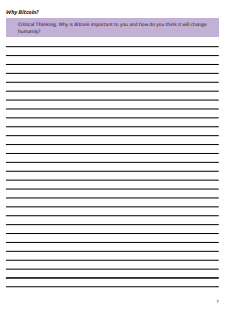 Why Bitcoin?
Critical Thinking. Why is Bitcoin important to you and how do you think it will change
humanity?
7